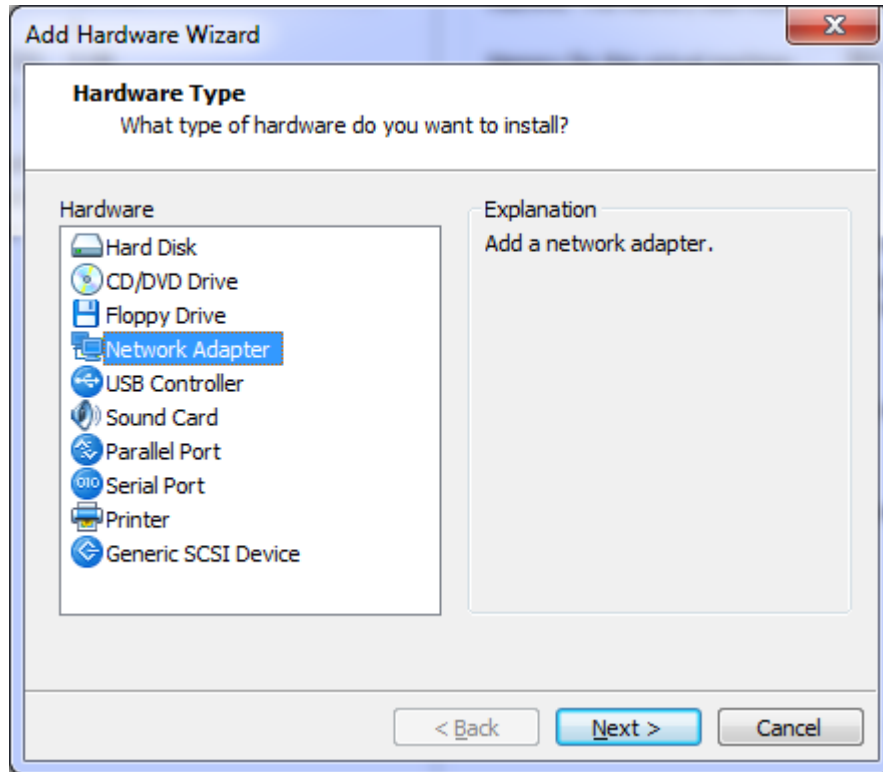 Add Hardware Wizard
Hardware Type
What type of hardware do you want to install?
Hardware
Hard Disk
CD/DVD Drive
Floppy Drive
Network Adapter
USB Controller
Sound Card
Parallel Port
Serial Port
Printer
Generic SCSI Device
Explanation
Add a network adapter.
< Back
Next >
Cancel